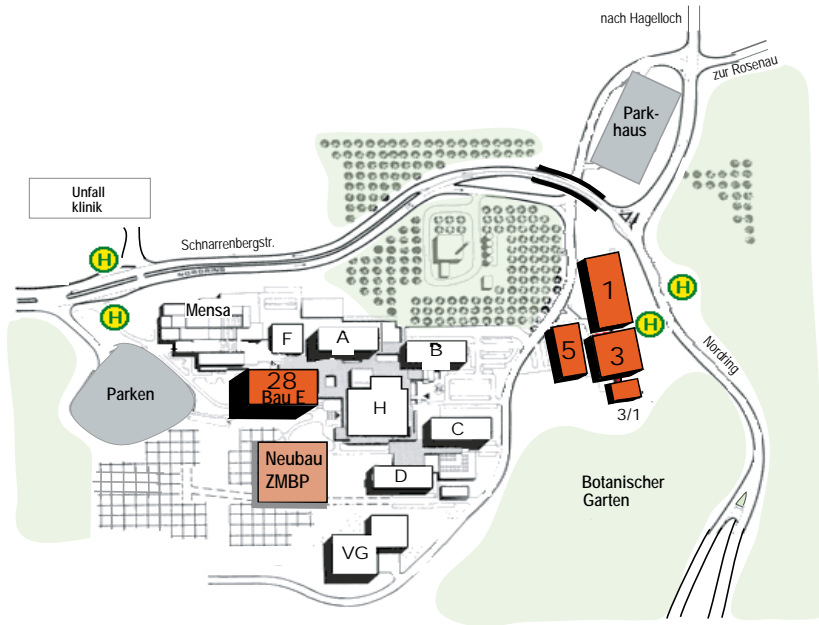 nach Hagelloch
zur Rosenau
Park-
haus
Unfall
klinik
Schnarrenbergstr.
NORDRING
H
H
H
H
Mensa
F
A
B
1
5
3
3/1
Nordring
28
Bau E
H
Parken
C
Neubau
ZMBP
D
Botanischer
Garten
VG